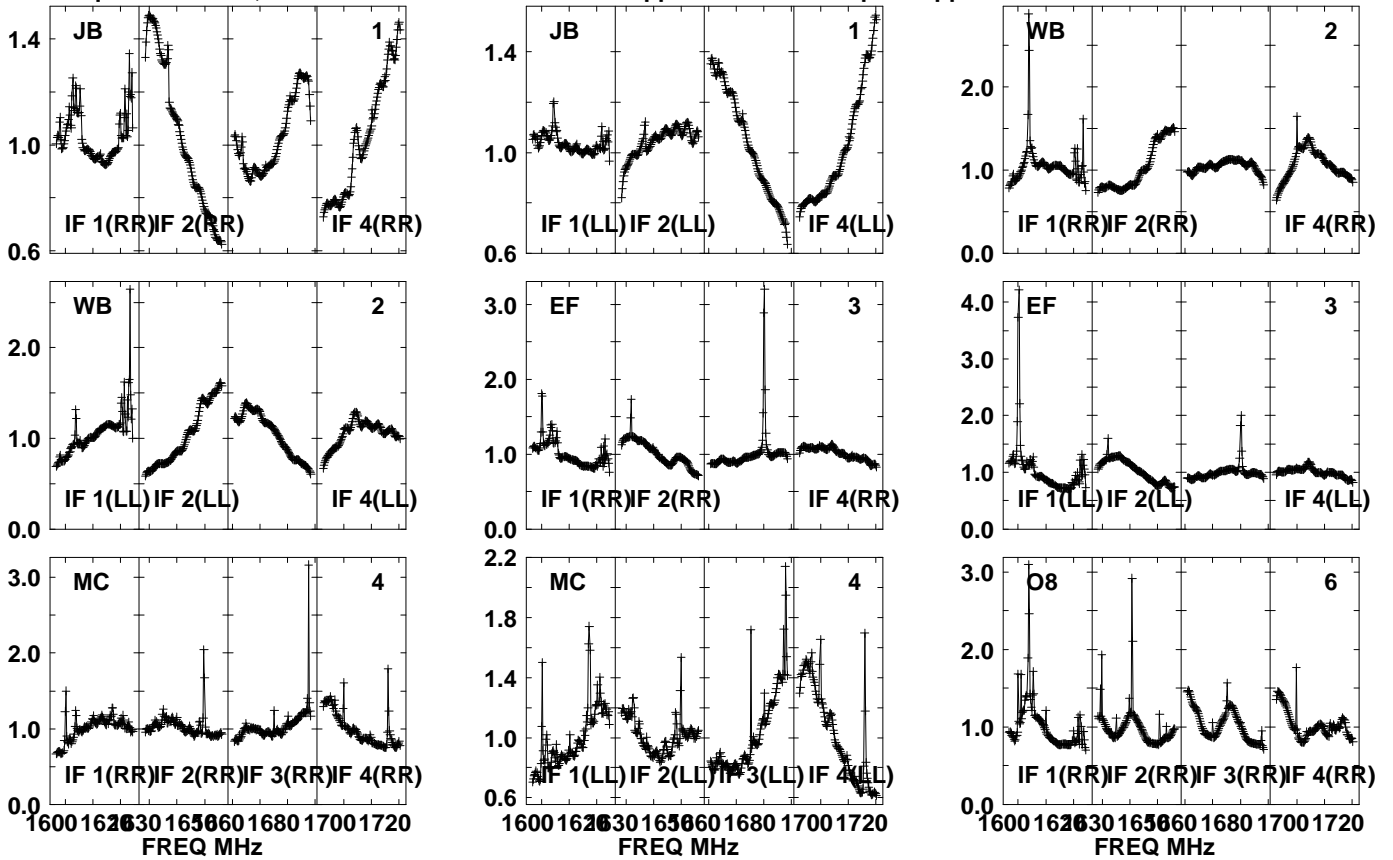 JB 1
1.4
1.0
0.6
IF 1(RR) IF 2(RR) IF 4(RR)
JB 1
1.4
1.0
0.6
IF 1(LL) IF 2(LL) IF 4(LL)
WB 2
2.0
1.0
0.0
IF 1(RR) IF 2(RR) IF 4(RR)
WB 2
2.0
1.0
0.0
IF 1(LL) IF 2(LL) IF 4(LL)
EF 3
3.0
2.0
1.0
0.0
IF 1(RR) IF 2(RR) IF 4(RR)
EF 3
4.0
3.0
2.0
1.0
0.0
IF 1(LL) IF 2(LL) IF 4(LL)
MC 4
3.0
2.0
1.0
0.0
IF 1(RR) IF 2(RR) IF 3(RR) IF 4(RR)
1600 1620 1630 1650 1660 1680 1700 1720
FREQ MHz
MC 4
2.2
1.8
1.4
1.0
0.6
IF 1(LL) IF 2(LL) IF 3(LL) IF 4(LL)
1600 1620 1630 1650 1660 1680 1700 1720
FREQ MHz
O8 6
3.0
2.0
1.0
0.0
IF 1(RR) IF 2(RR) IF 3(RR) IF 4(RR)
1600 1620 1630 1650 1660 1680 1700 1720
FREQ MHz